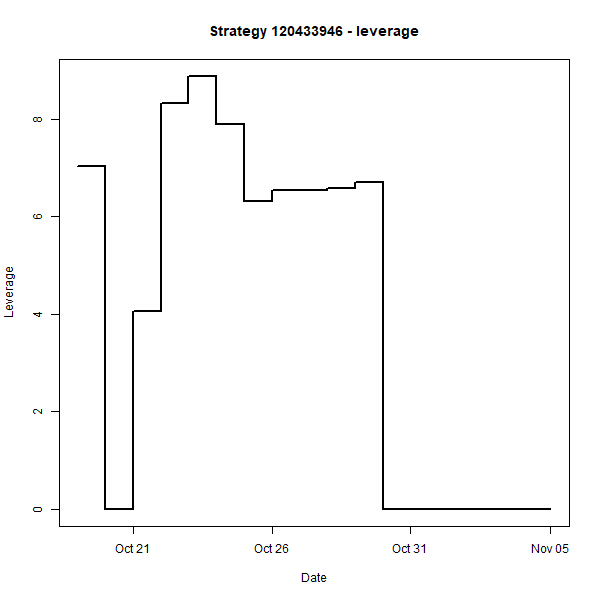 Strategy 120433946 - leverage
Leverage
8
6
4
2
0
Oct 21
Oct 26
Oct 31
Nov 05
Date